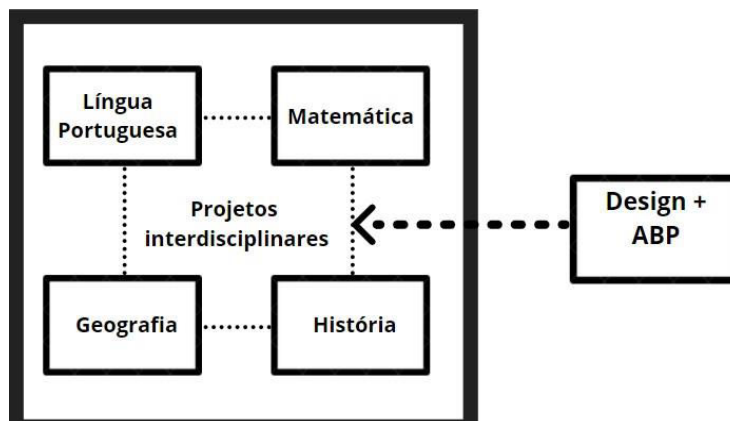 Língua
Portuguesa
Matemática
Projetos
interdisciplinares
Geografia
História
Design +
ABP